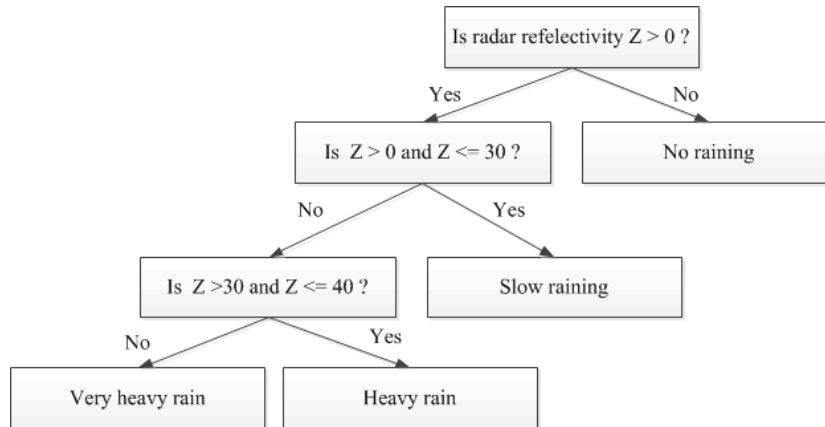 Is radar refelectivity Z > 0 ?
Yes
No
Is Z > 0 and Z <= 30 ?
No raining
No
Yes
Is Z >30 and Z <= 40 ?
Slow raining
No
Yes
Very heavy rain
Heavy rain